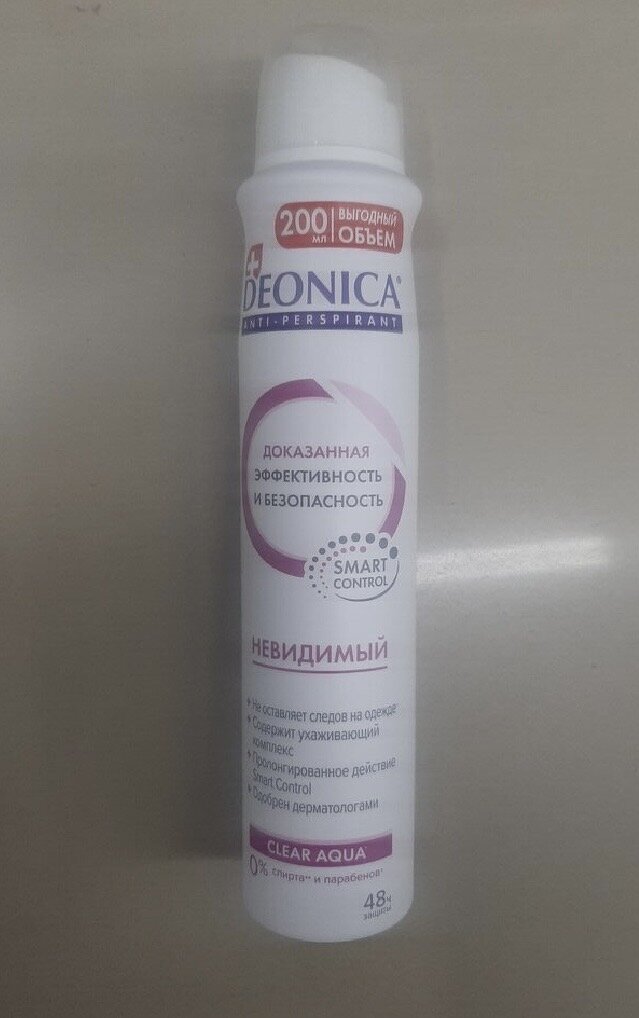 200 мл ВЫГОДНЫЙ ОБЪЕМ
DEONICA®
ANTI-PERSPIRANT
ДОКАЗАННАЯ
ЭФФЕКТИВНОСТЬ
И БЕЗОПАСНОСТЬ
SMART
CONTROL
НЕВИДИМЫЙ
+ Не оставляет следов на одежде*
+ Содержит ухаживающий
комплекс
+ Пролонгированное действие
Smart Control
+ Одобрен дерматологами
CLEAR AQUA
0% спирта** и парабенов*
48 ч
защиты